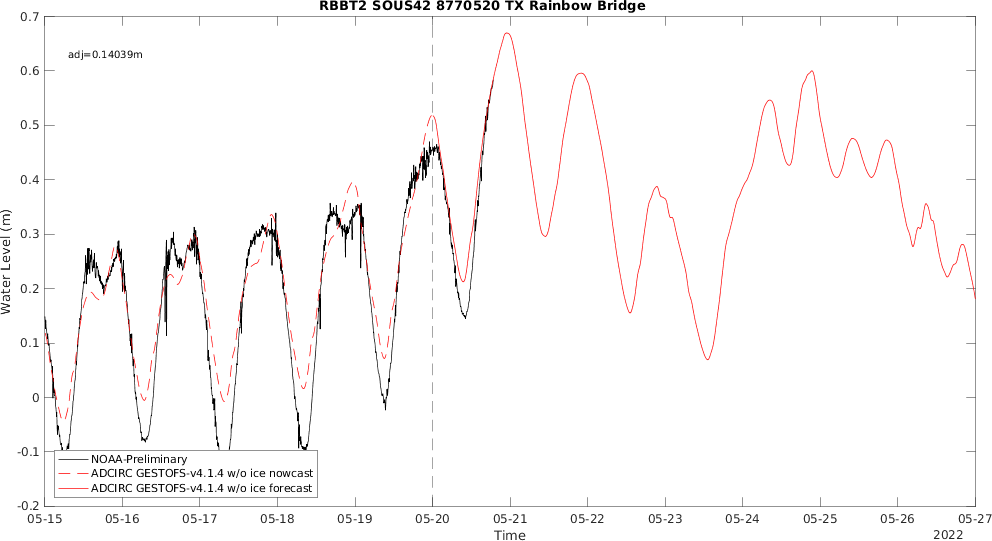 RBBT2 SOUS42 8770520 TX Rainbow Bridge
adj=0.14039m
Water Level (m)
0.7
0.6
0.5
0.4
0.3
0.2
0.1
0
-0.1
-0.2
NOAA-Preliminary
ADCIRC GESTOFS-v4.1.4 w/o ice nowcast
ADCIRC GESTOFS-v4.1.4 w/o ice forecast
05-15 05-16 05-17 05-18 05-19 05-20 05-21 05-22 05-23 05-24 05-25 05-26 05-27
Time
2022